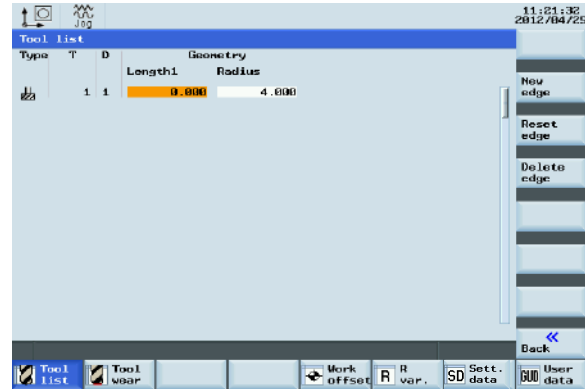 Jog
11:21:32
2012/04/25
Tool list
Type T D Geometry
Length1 Radius
1 1 0.000 4.000
New
edge
Reset
edge
Delete
edge
«
Back
Tool
list
Tool
wear
Work
offset
R R
var.
SD Sett.
data
GUD User
data